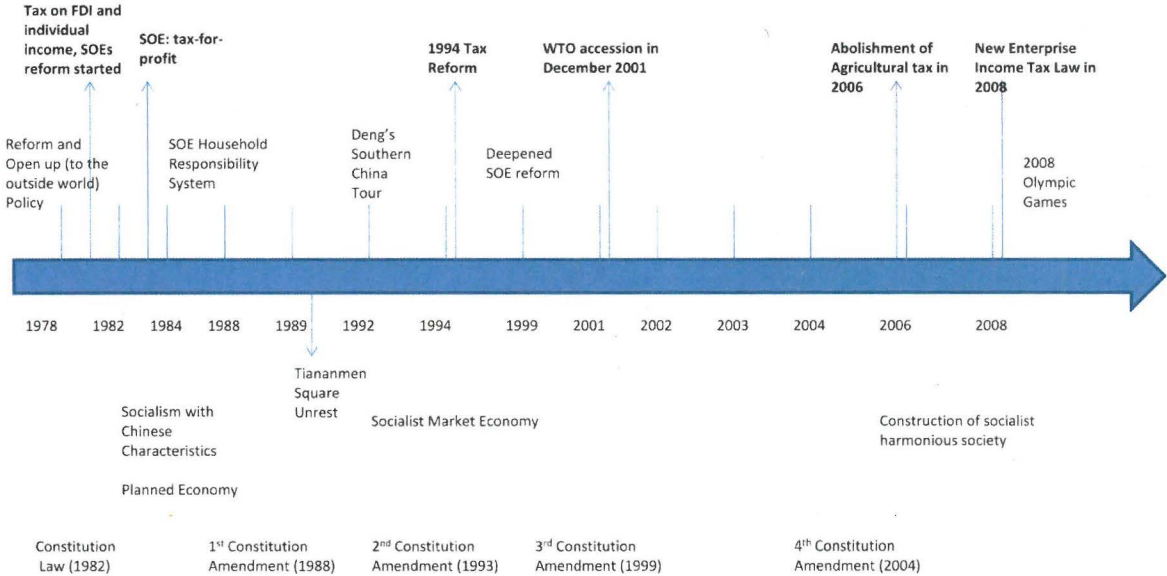 Tax on FDI and
individual
income, SOEs
reform started
SOE: tax-for-
profit
1994 Tax
Reform
WTO accession in
December 2001
Abolishment of
Agricultural tax in
2006
New Enterprise
Income Tax Law in
2008
Reform and
Open up (to the
outside world)
Policy
SOE Household
Responsibility
System
Deng's
Southern
China
Tour
Deepened
SOE reform
2008
Olympic
Games
1978 1982 1984 1988 1989 1992 1994 1999 2001 2002 2003 2004 2006 2008
Tiananmen
Square
Unrest
Socialism with
Chinese
Characteristics
Planned Economy
Socialist Market Economy
Construction of socialist
harmonious society
Constitution
Law (1982)
1st Constitution
Amendment (1988)
2nd Constitution
Amendment (1993)
3rd Constitution
Amendment (1999)
4th Constitution
Amendment (2004)